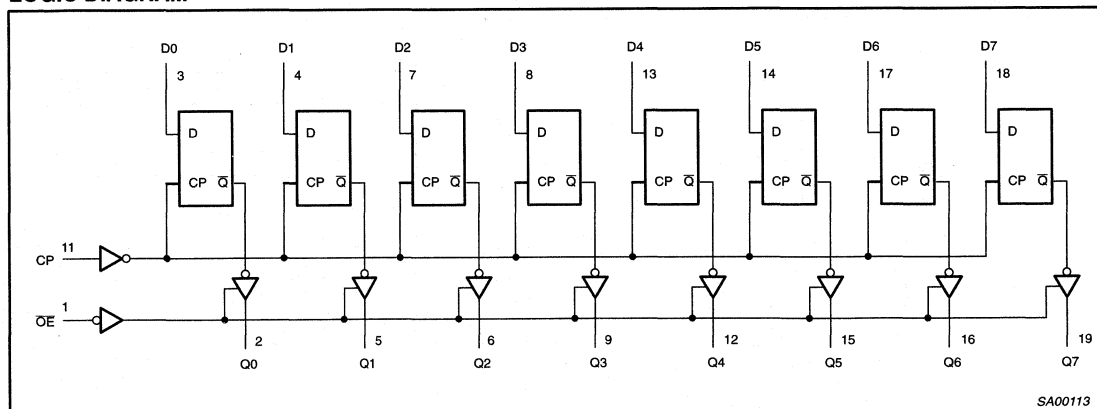 LOGIC DIAGRAM
D0 D1 D2 D3 D4 D5 D6 D7
3 4 7 8 13 14 17 18
D D D D D D D D
CP Q̅ CP Q̅ CP Q̅ CP Q̅ CP Q̅ CP Q̅ CP Q̅ CP Q̅
CP 11
O̅E̅ 1
2 5 6 9 12 15 16 19
Q0 Q1 Q2 Q3 Q4 Q5 Q6 Q7
SA00113